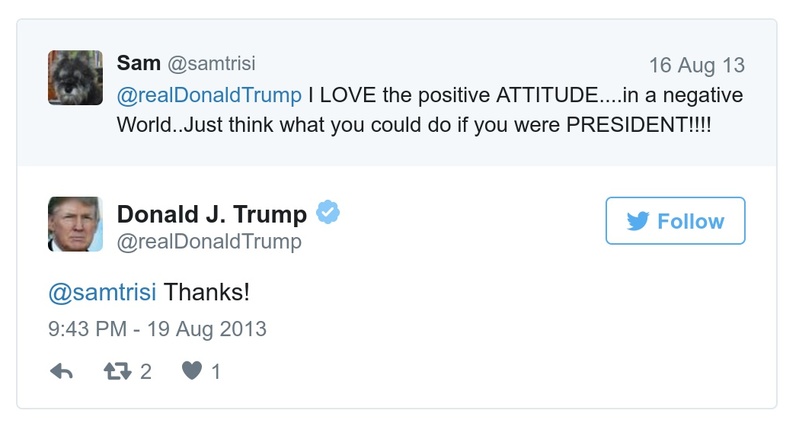 Sam @samtrisi 16 Aug 13
@realDonaldTrump I LOVE the positive ATTITUDE....in a negative
World..Just think what you could do if you were PRESIDENT!!!!
Donald J. Trump
@realDonaldTrump
Follow
@samtrisi Thanks!
9:43 PM - 19 Aug 2013
2 1